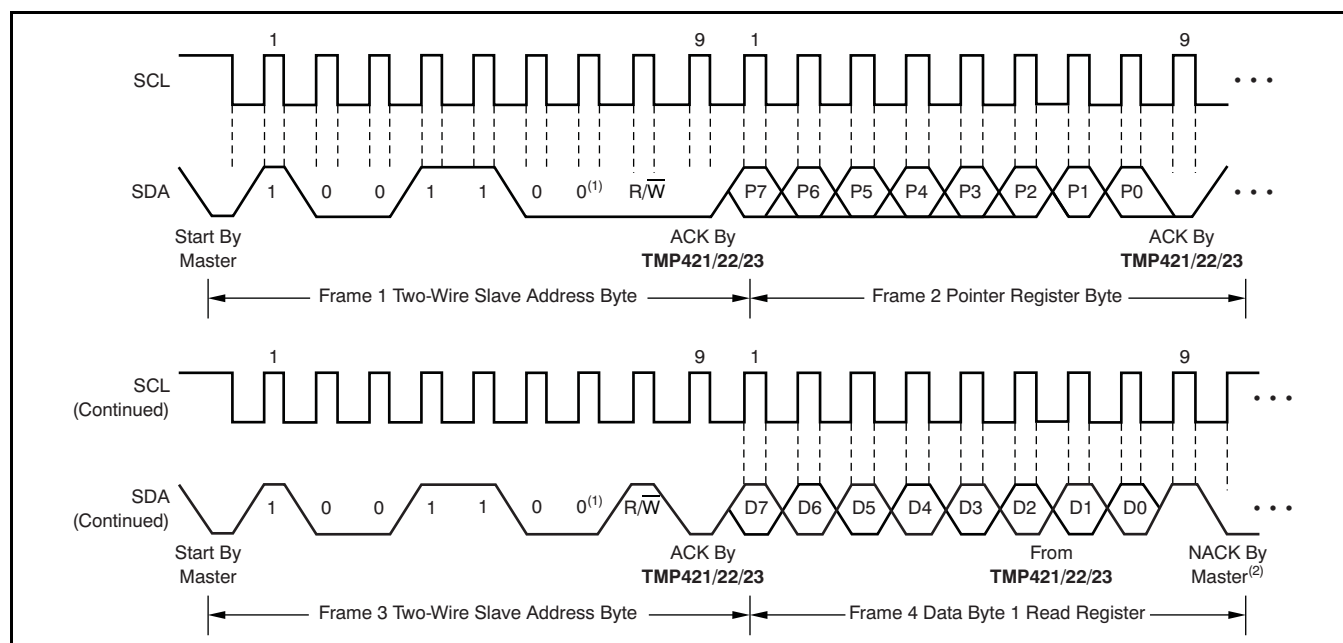 1 9 1 9
SCL
• • •
SDA 1 0 0 1 1 0 0(1) R/W̅ P7 P6 P5 P4 P3 P2 P1 P0 • • •
Start By Master
ACK By TMP421/22/23
ACK By TMP421/22/23
Frame 1 Two-Wire Slave Address Byte
Frame 2 Pointer Register Byte
1 9 1 9
SCL
(Continued)
• • •
SDA
(Continued)
1 0 0 1 1 0 0(1) R/W̅ D7 D6 D5 D4 D3 D2 D1 D0 • • •
Start By Master
ACK By TMP421/22/23
From TMP421/22/23
NACK By Master(2)
Frame 3 Two-Wire Slave Address Byte
Frame 4 Data Byte 1 Read Register